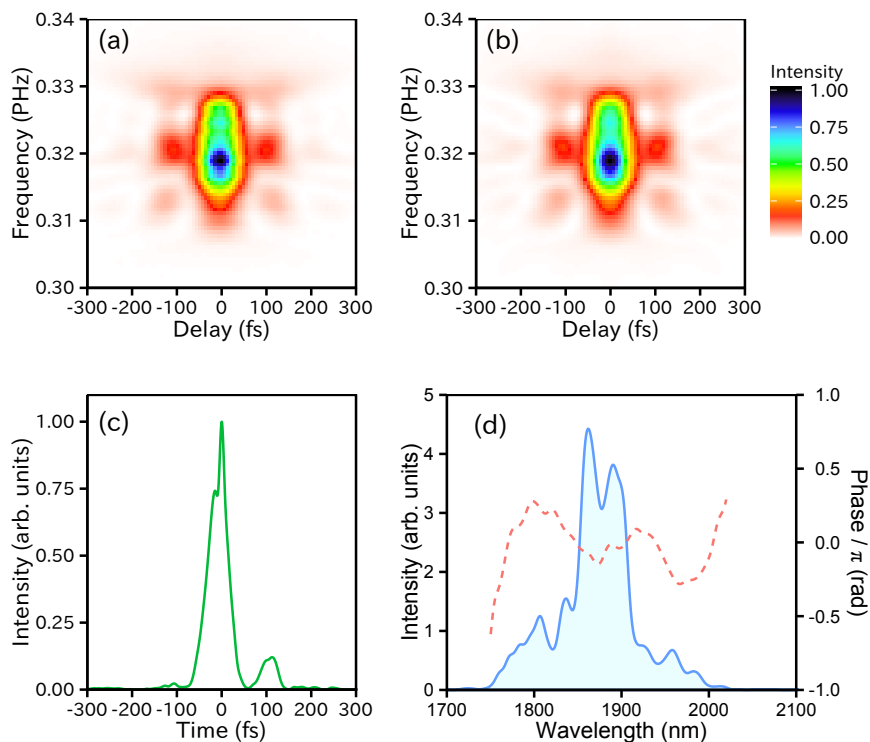 (a)
Frequency (PHz)
0.34
0.33
0.32
0.31
0.30
-300 -200 -100 0 100 200 300
Delay (fs)
(b)
Frequency (PHz)
0.34
0.33
0.32
0.31
0.30
-300 -200 -100 0 100 200 300
Delay (fs)
Intensity
1.00
0.75
0.50
0.25
0.00
(c)
Intensity (arb. units)
1.00
0.75
0.50
0.25
0.00
-300 -200 -100 0 100 200 300
Time (fs)
(d)
Intensity (arb. units)
5
4
3
2
1
0
1700 1800 1900 2000 2100
Wavelength (nm)
1.0
0.5
0.0
-0.5
-1.0
Phase / π (rad)